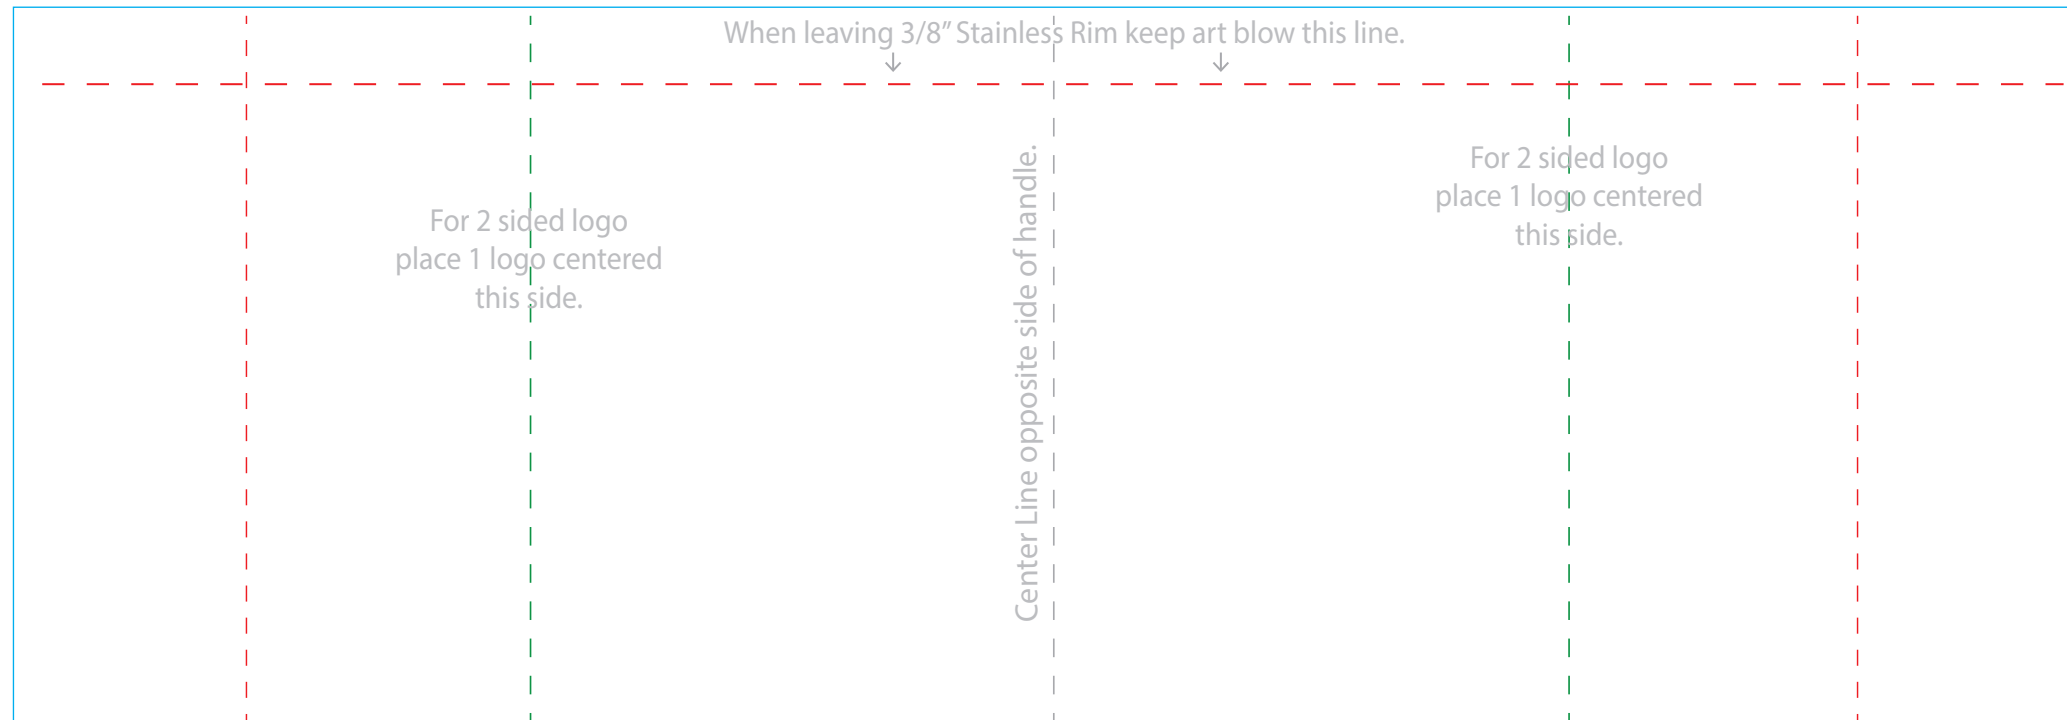 When leaving 3/8" Stainless Rim keep art blow this line.
For 2 sided logo
place 1 logo centered
this side.
Center Line opposite side of handle.
For 2 sided logo
place 1 logo centered
this side.